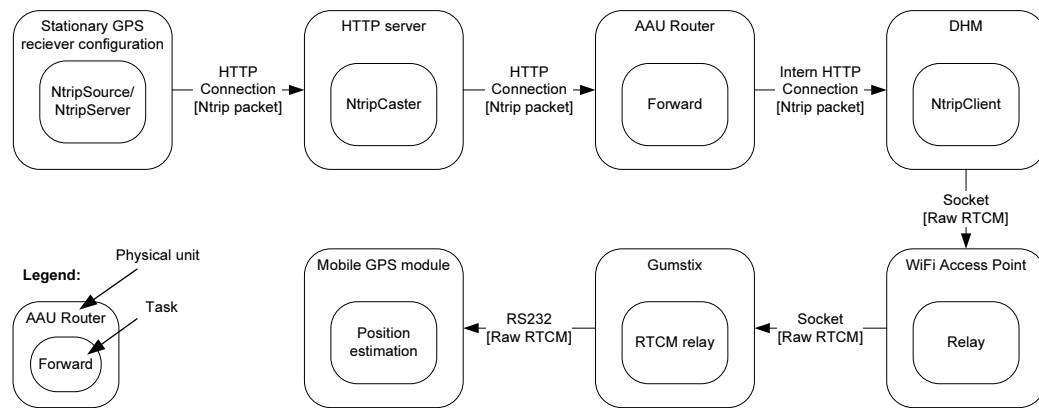 Stationary GPS
reciever configuration
NtripSource/
NtripServer
HTTP
Connection
[Ntrip packet]
HTTP server
NtripCaster
HTTP
Connection
[Ntrip packet]
AAU Router
Forward
Intern HTTP
Connection
[Ntrip packet]
DHM
NtripClient
Socket
[Raw RTCM]
WiFi Access Point
Relay
Socket
[Raw RTCM]
Gumstix
RTCM relay
RS232
[Raw RTCM]
Mobile GPS module
Position
estimation
Legend:
Physical unit
Task
AAU Router
Forward